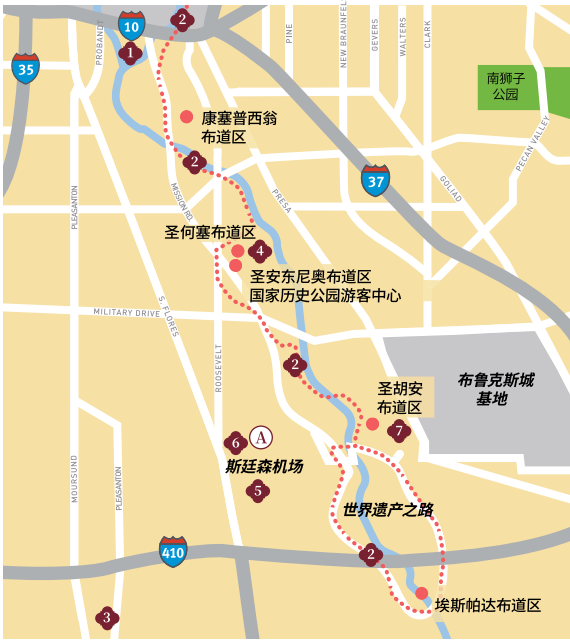 2
10
PROBANDT
1
35
PINE
NEW BRAUNFEL
GEVERS
WALTERS
CLARK
南狮子
公园
康塞普西翁
布道区
2
PECAN VALLEY
37
GOLIAD
PLEASANTON
MISSION RD.
PRESA
圣何塞布道区
4
圣安东尼奥布道区
国家历史公园游客中心
MILITARY DRIVE
S. FLORES
ROOSEVELT
2
布鲁克斯城
基地
圣胡安
布道区
7
6
A
斯廷森机场
5
MOURSUND
PLEASANTON
世界遗产之路
410
2
埃斯帕达布道区
3